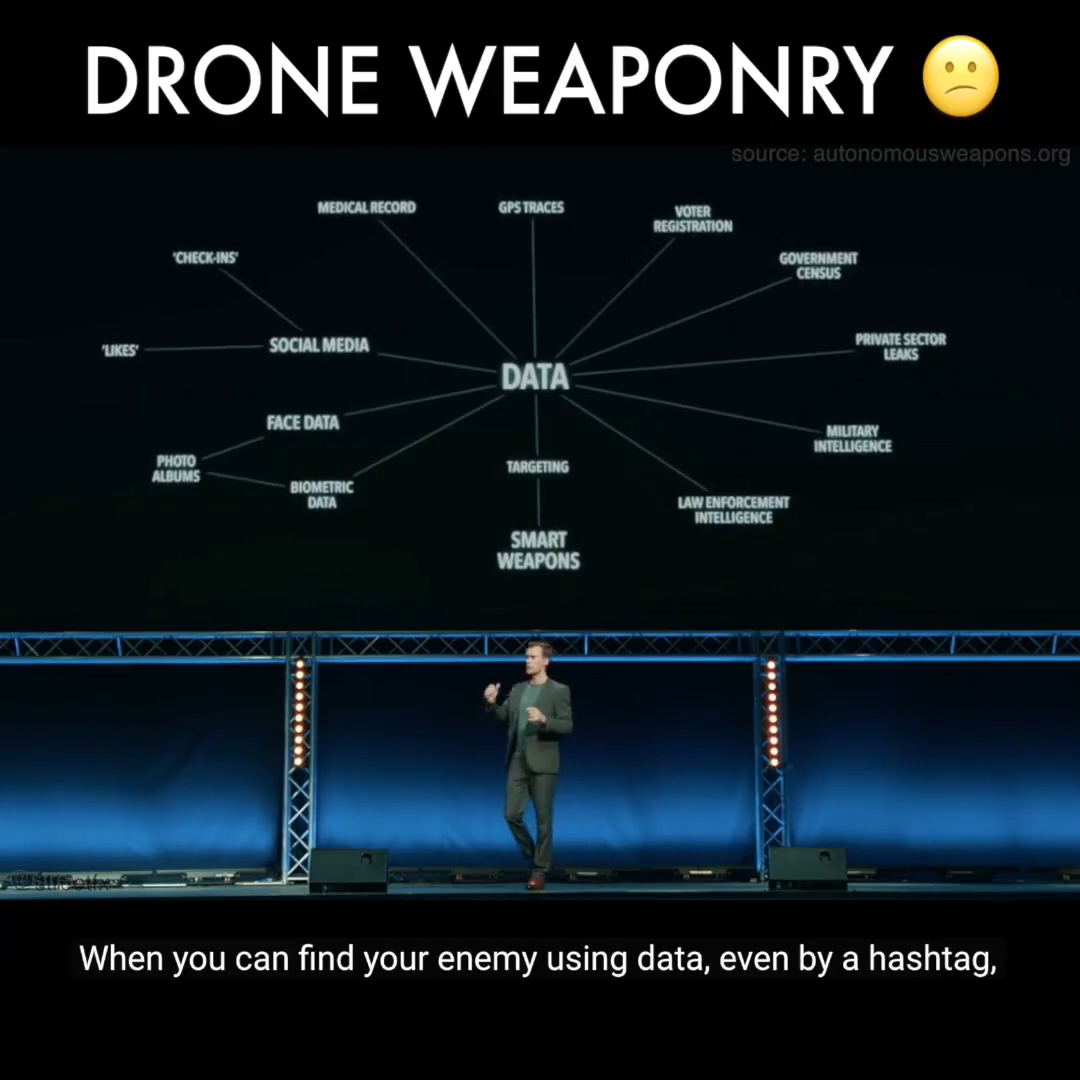 DRONE WEAPONRY 😕
source: autonomousweapons.org
MEDICAL RECORD
GPS TRACES
VOTER
REGISTRATION
'CHECK-INS'
GOVERNMENT
CENSUS
'LIKES'
SOCIAL MEDIA
PRIVATE SECTOR
LEAKS
DATA
FACE DATA
MILITARY
INTELLIGENCE
PHOTO
ALBUMS
TARGETING
BIOMETRIC
DATA
LAW ENFORCEMENT
INTELLIGENCE
SMART
WEAPONS
When you can find your enemy using data, even by a hashtag,